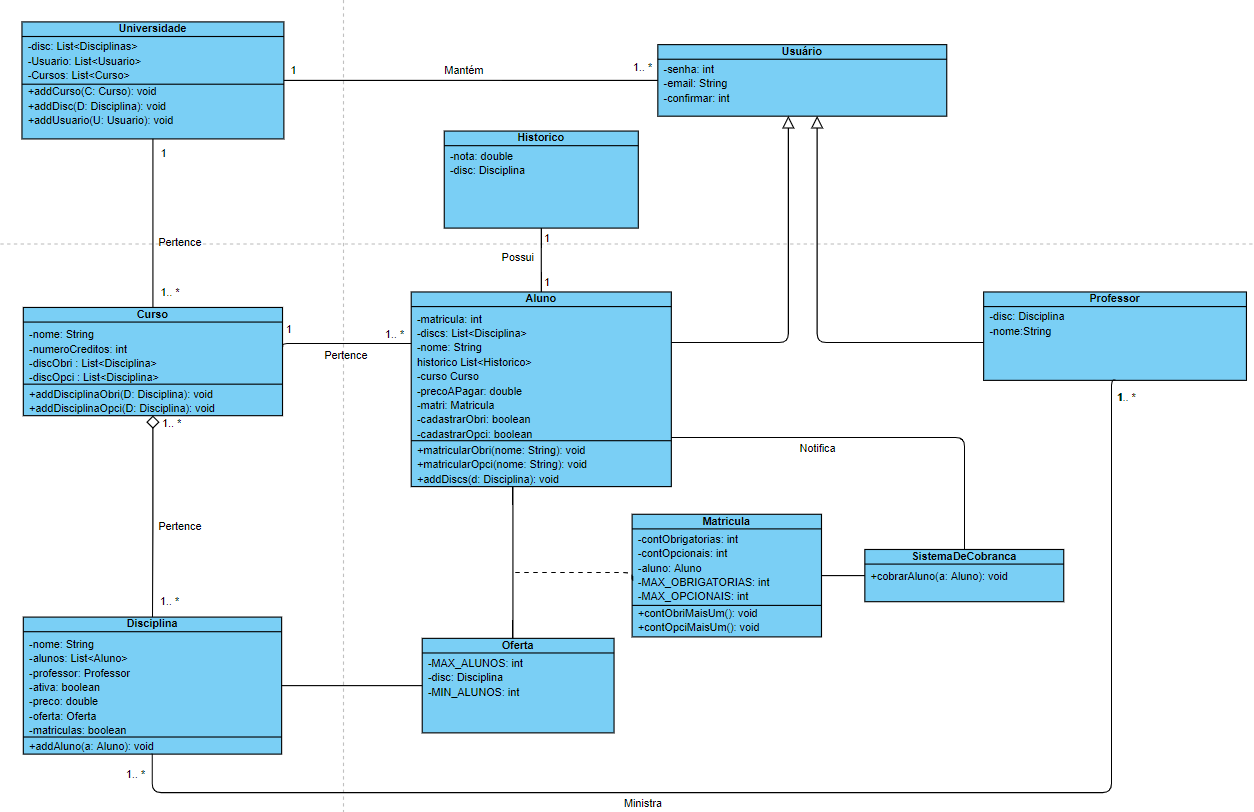 Universidade
-disc: List<Disciplinas>
-Usuario: List<Usuario>
-Cursos: List<Curso>
+addCurso(C: Curso): void
+addDisc(D: Disciplina): void
+addUsuario(U: Usuario): void
1
Mantém
1.. *
Usuário
-senha: int
-email: String
-confirmar: int
1
Pertence
1.. *
Historico
-nota: double
-disc: Disciplina
1
Possui
1
Curso
-nome: String
-numeroCreditos: int
-discObri : List<Disciplina>
-discOpci : List<Disciplina>
+addDisciplinaObri(D: Disciplina): void
+addDisciplinaOpci(D: Disciplina): void
1
Pertence
1.. *
Aluno
-matricula: int
-discs: List<Disciplina>
-nome: String
historico List<Historico>
-curso Curso
-precoAPagar: double
-matri: Matricula
-cadastrarObri: boolean
-cadastrarOpci: boolean
+matricularObri(nome: String): void
+matricularOpci(nome: String): void
+addDiscs(d: Disciplina): void
Professor
-disc: Disciplina
-nome:String
1.. *
Notifica
1.. *
Pertence
1.. *
Matricula
-contObrigatorias: int
-contOpcionais: int
-aluno: Aluno
-MAX_OBRIGATORIAS: int
-MAX_OPCIONAIS: int
+contObriMaisUm(): void
+contOpciMaisUm(): void
SistemaDeCobranca
+cobrarAluno(a: Aluno): void
Disciplina
-nome: String
-alunos: List<Aluno>
-professor: Professor
-ativa: boolean
-preco: double
-oferta: Oferta
-matriculas: boolean
+addAluno(a: Aluno): void
Oferta
-MAX_ALUNOS: int
-disc: Disciplina
-MIN_ALUNOS: int
1.. *
Ministra